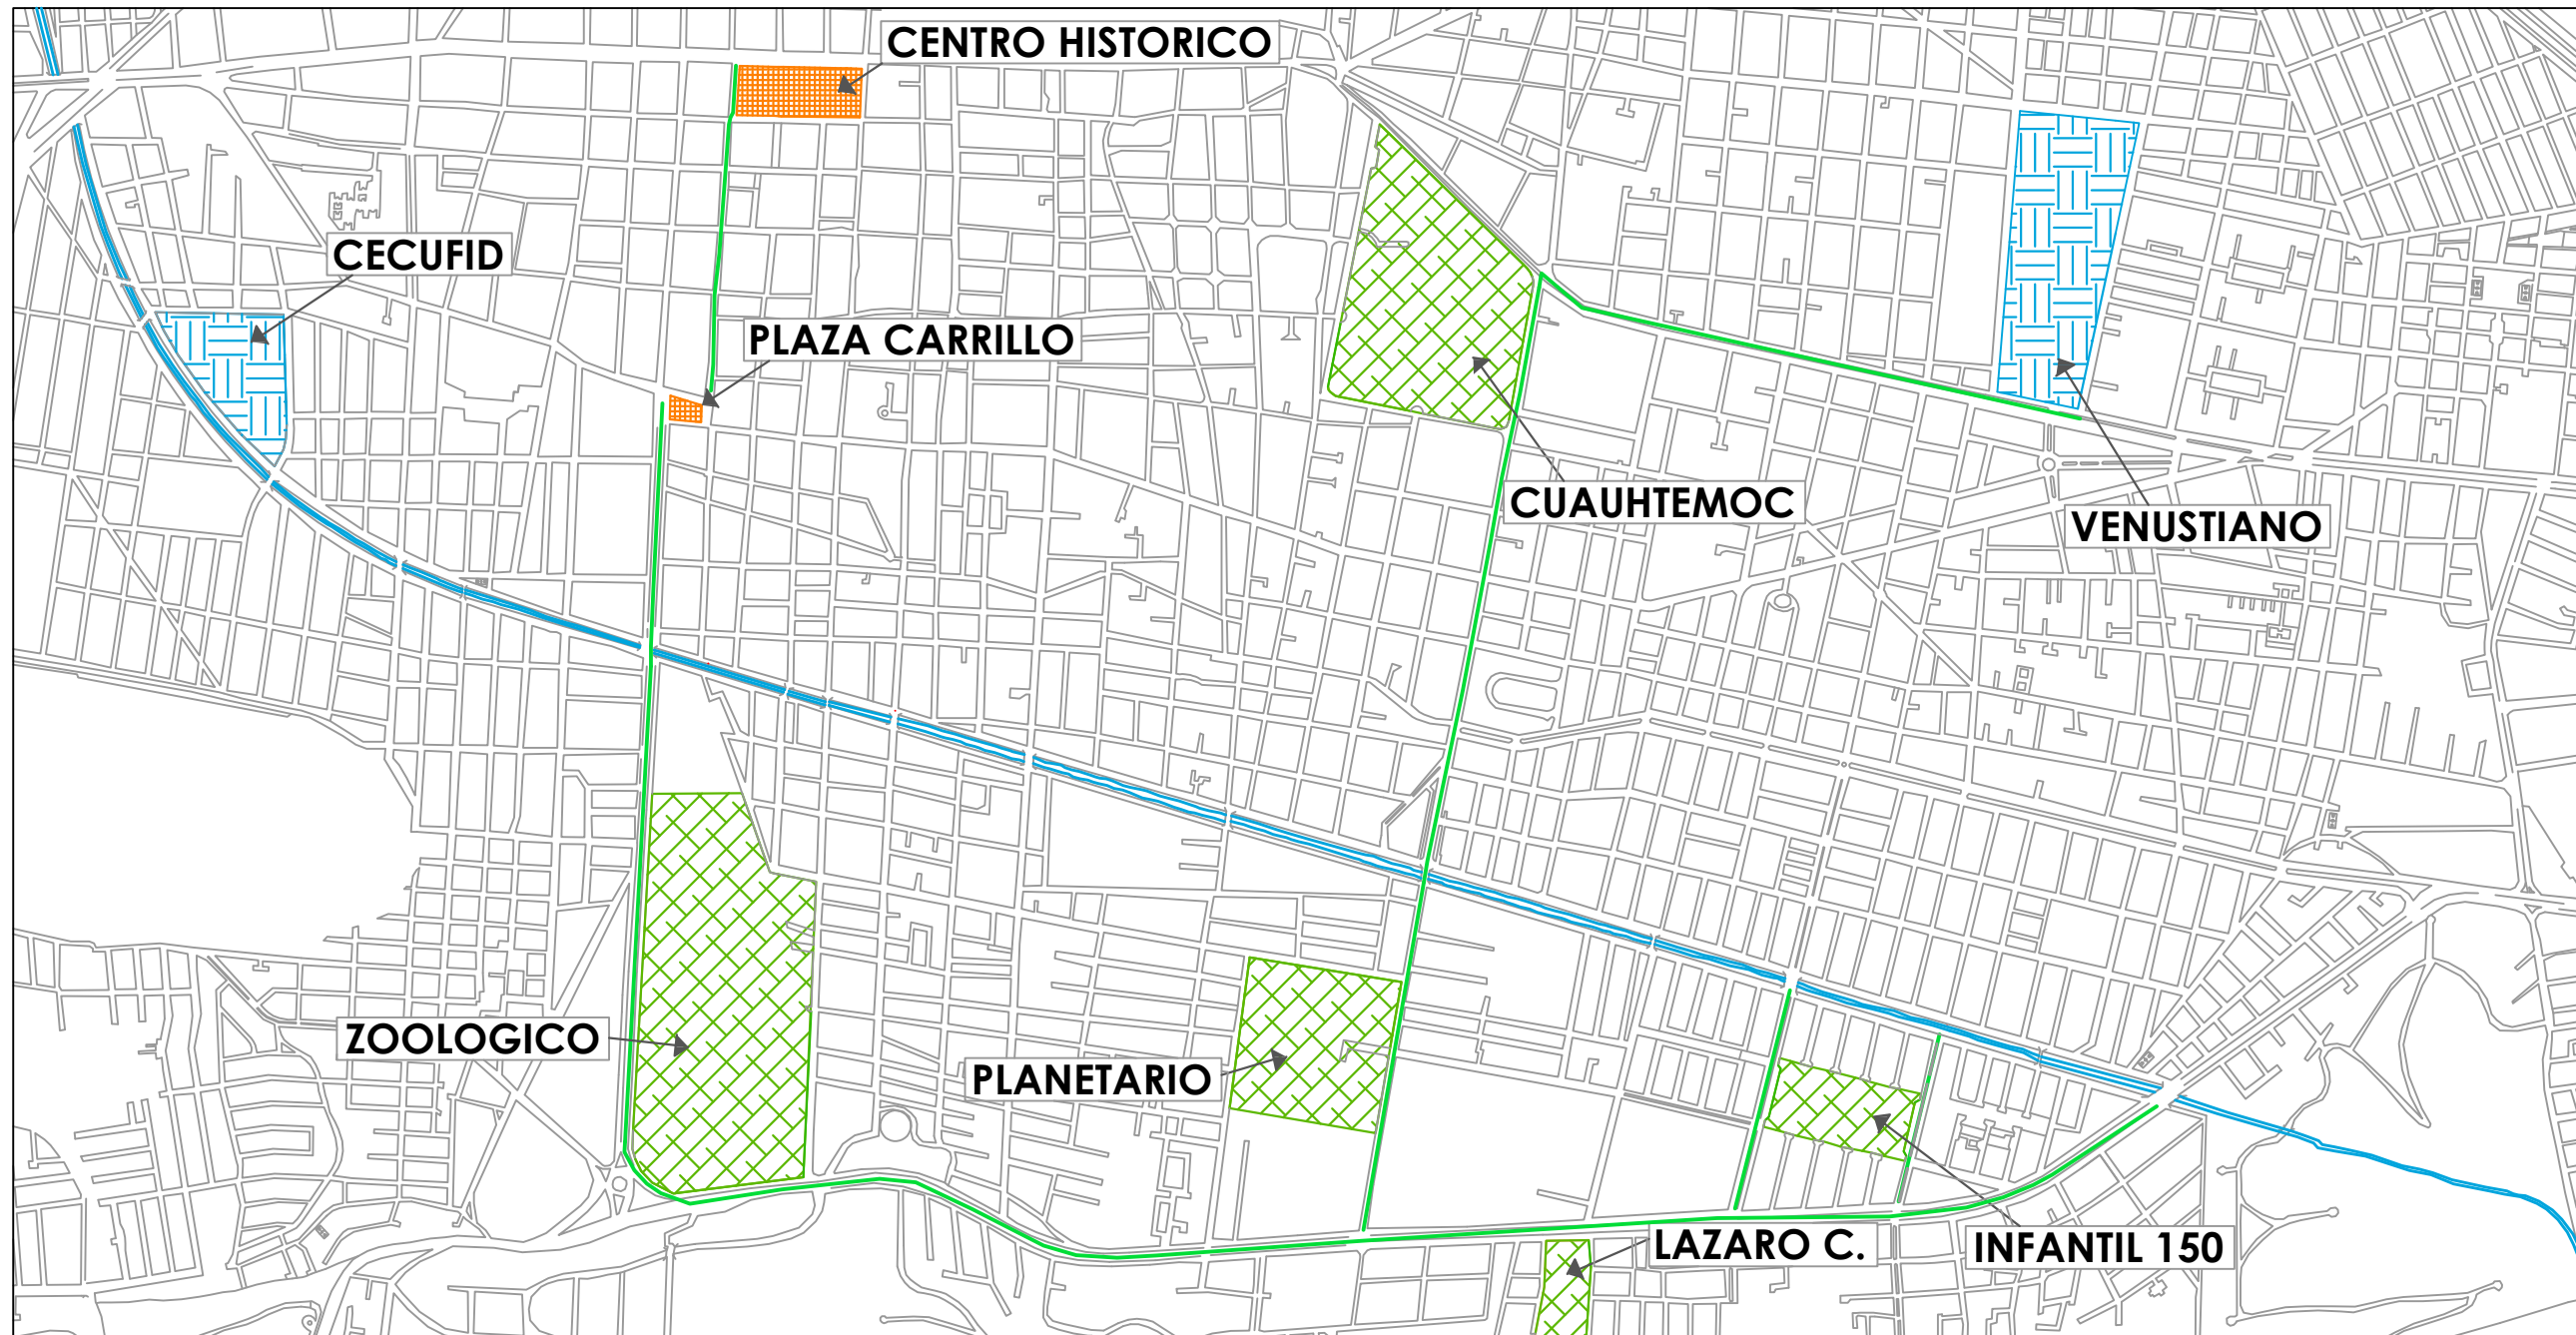 CENTRO HISTORICO
CECUFID
PLAZA CARRILLO
CUAUHTEMOC
VENUSTIANO
ZOOLOGICO
PLANETARIO
LAZARO C.
INFANTIL 150